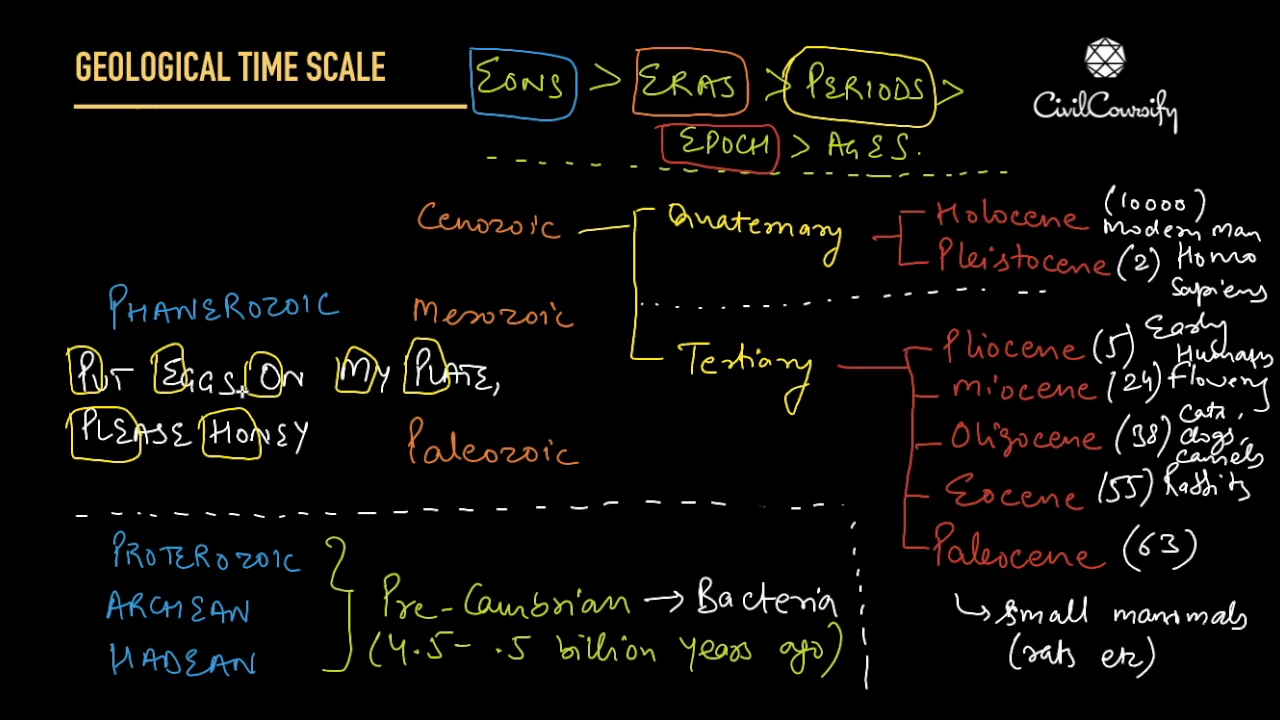 GEOLOGICAL TIME SCALE
EONS > ERAS > PERIODS >
EPOCH > AGES.
CivilCoursify
Cenozoic
Quaternary
Holocene (10000)
Modern man
Pleistocene (2) Homo
Sapiens
PHANEROZOIC
Mesozoic
Tertiary
Pliocene (5) Early
Humans
Miocene (24) Flowery
Oligocene (38) Cats,
dogs,
camels
Eocene (55) Rabbits
Paleocene (63)
→ small mammals
(rats etc)
PUT EGGS ON MY PLATE,
PLEASE HONEY
Paleozoic
PROTEROZOIC
ARCHEAN
HADEAN
Pre-Cambrian → Bacteria
(4.5 - .5 billion years ago)